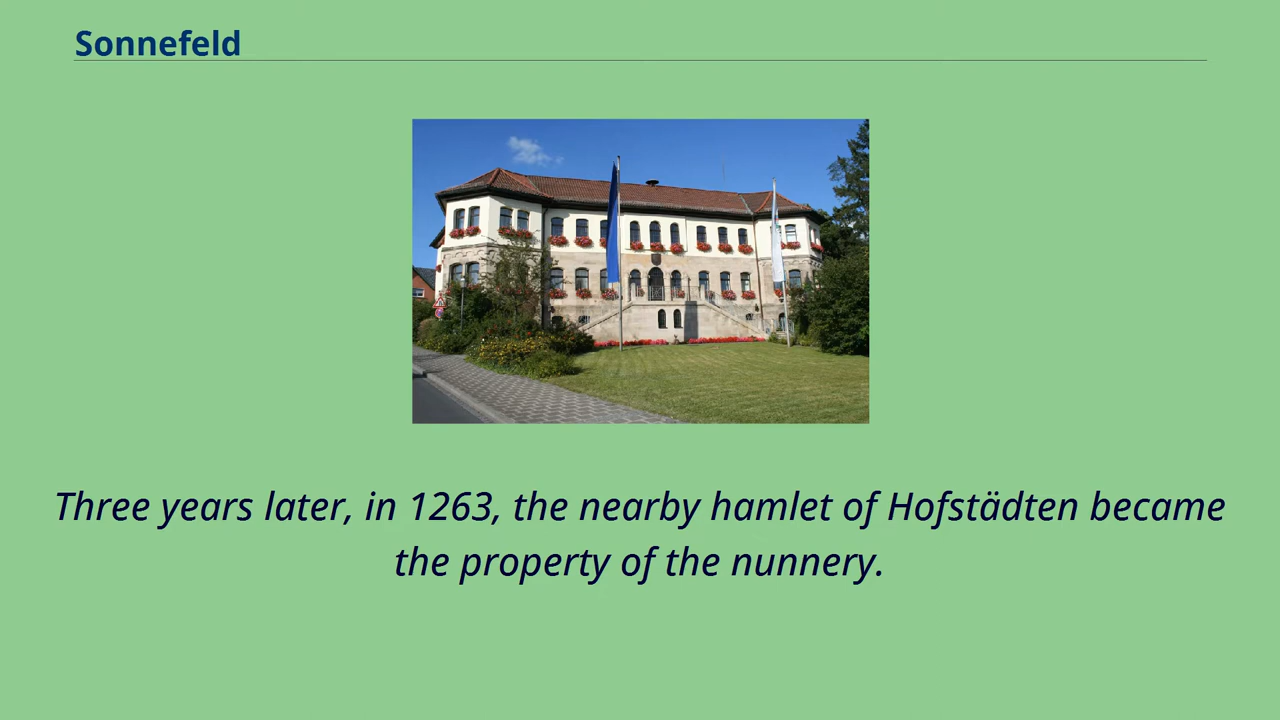 Sonnefeld
Three years later, in 1263, the nearby hamlet of Hofstädten became
the property of the nunnery.